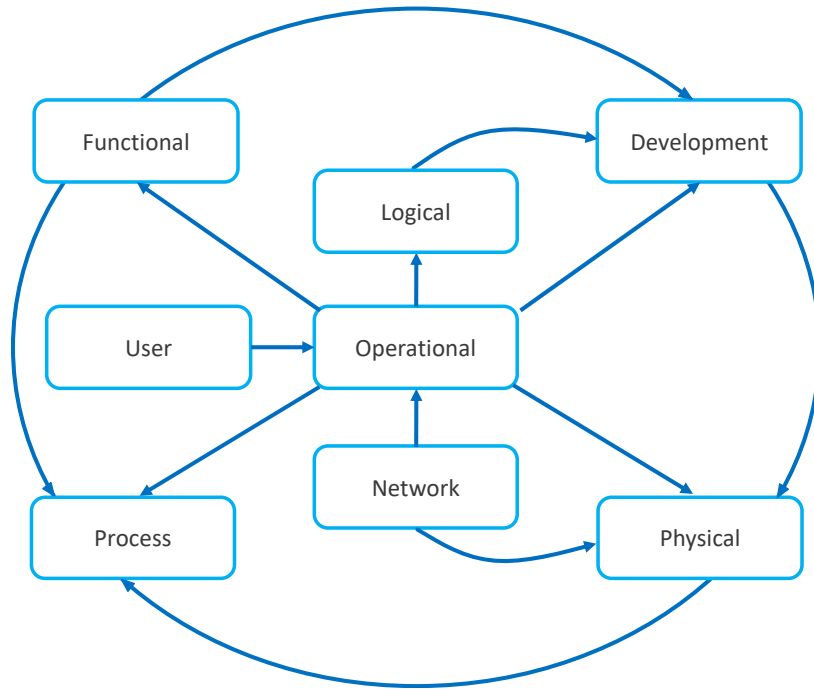 Functional
Development
Logical
User
Operational
Network
Process
Physical